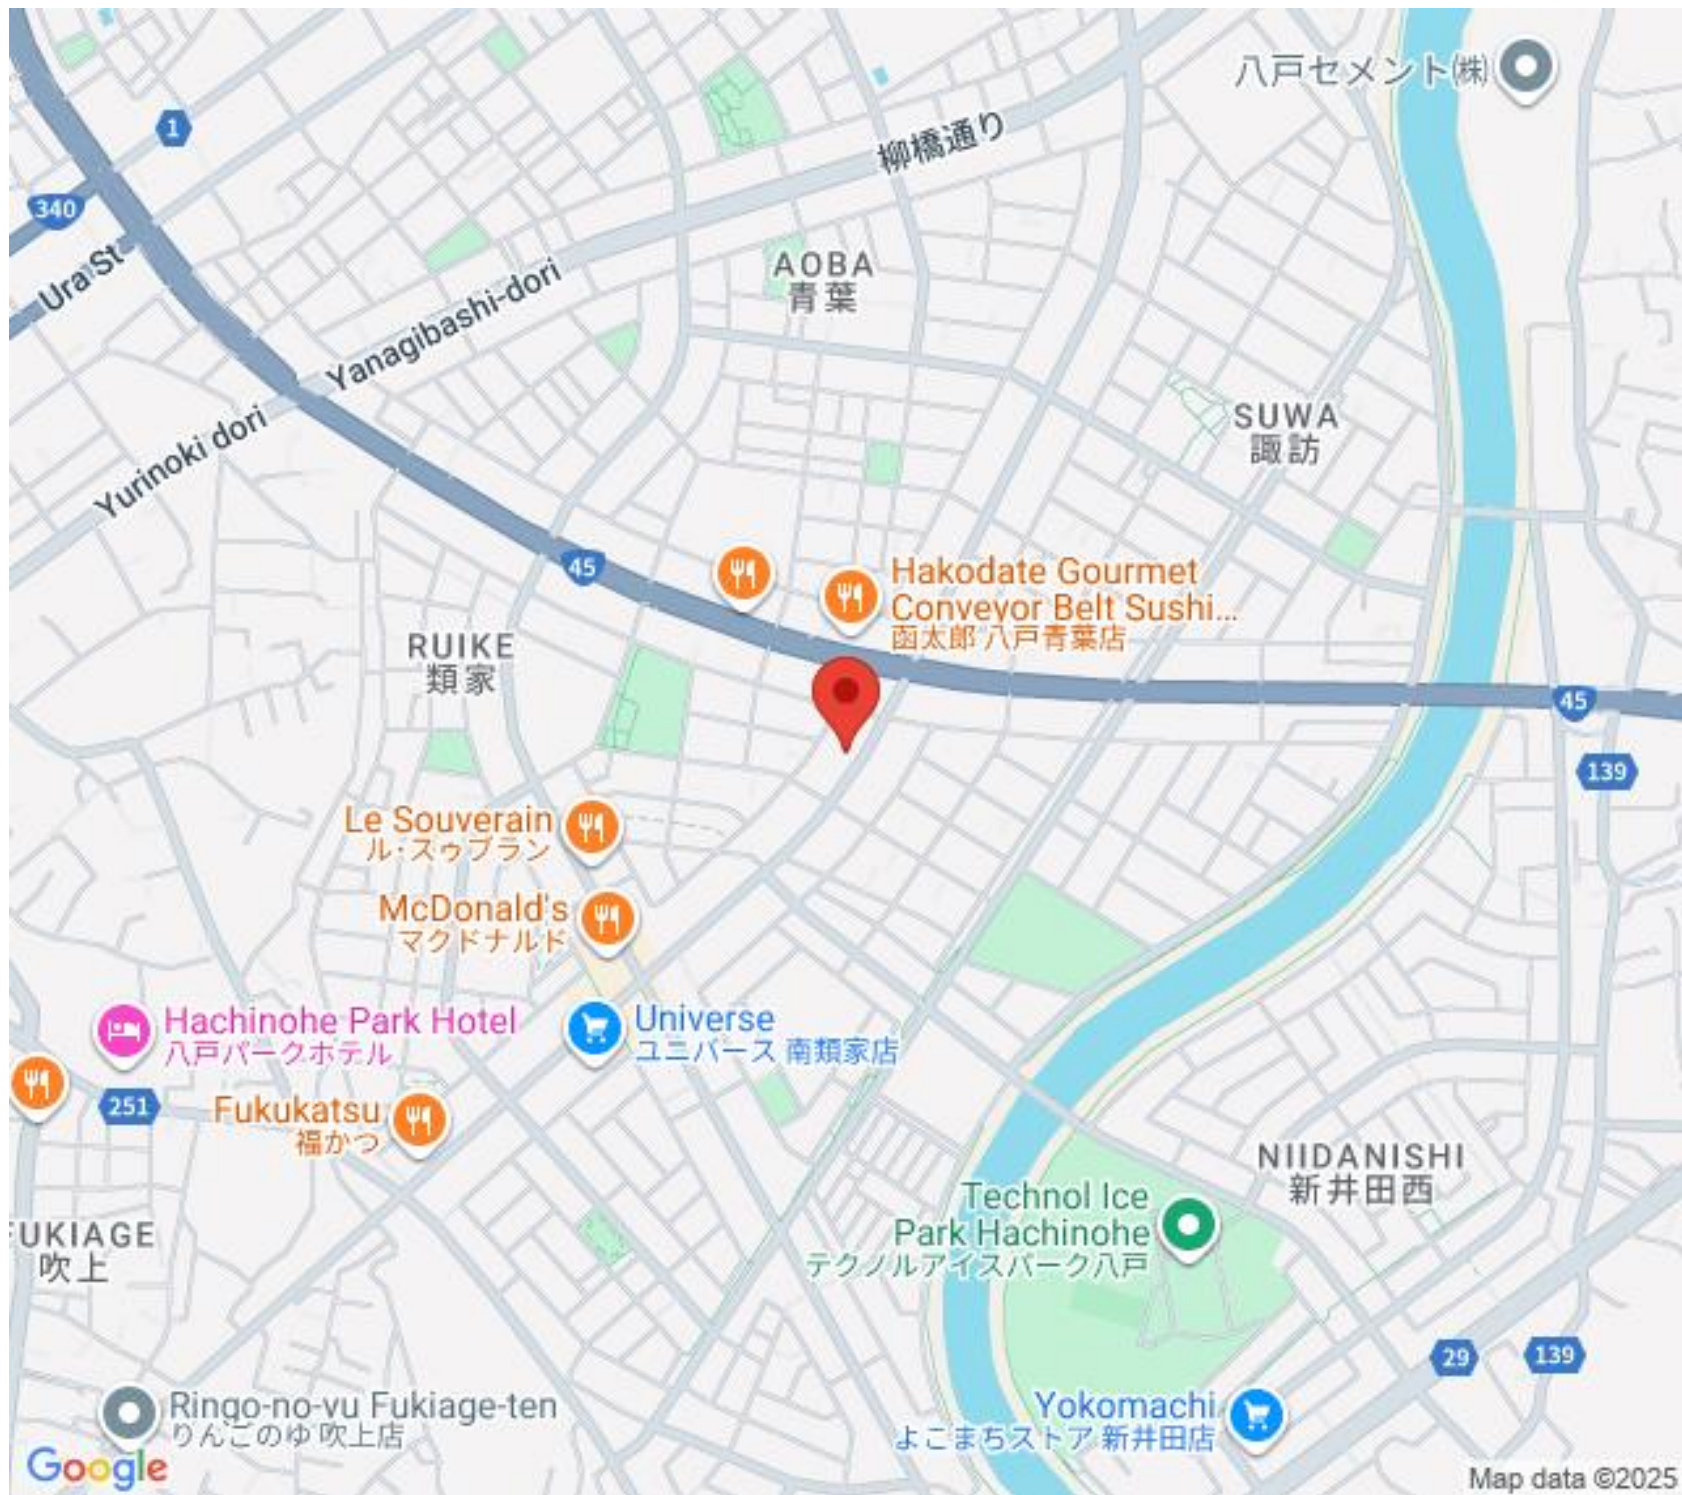 八戸セメント㈱
1
柳橋通り
340
Ura St
Yanagibashi-dori
AOBA
青葉
Yurinoki dori
SUWA
諏訪
45
Hakodate Gourmet
Conveyor Belt Sushi...
函太郎 八戸青葉店
RUIKE
類家
45
139
Le Souverain
ル・スゥブラン
McDonald's
マクドナルド
Hachinohe Park Hotel
八戸パークホテル
Universe
ユニバース 南類家店
251
Fukukatsu
福かつ
NIIDANISHI
新井田西
Technol Ice
Park Hachinohe
テクノルアイスパーク八戸
FUKIAGE
吹上
29
139
Ringo-no-yu Fukiage-ten
りんごのゆ 吹上店
Yokomachi
よこまちストア 新井田店
Google
Map data ©2025